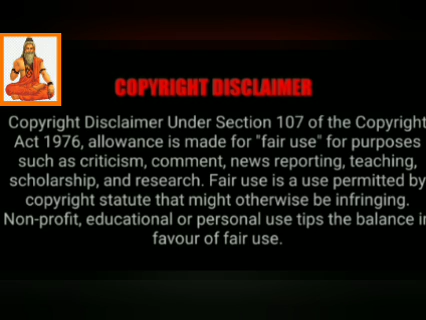 COPYRIGHT DISCLAIMER
Copyright Disclaimer Under Section 107 of the Copyright
Act 1976, allowance is made for "fair use" for purposes
such as criticism, comment, news reporting, teaching,
scholarship, and research. Fair use is a use permitted by
copyright statute that might otherwise be infringing.
Non-profit, educational or personal use tips the balance in
favour of fair use.